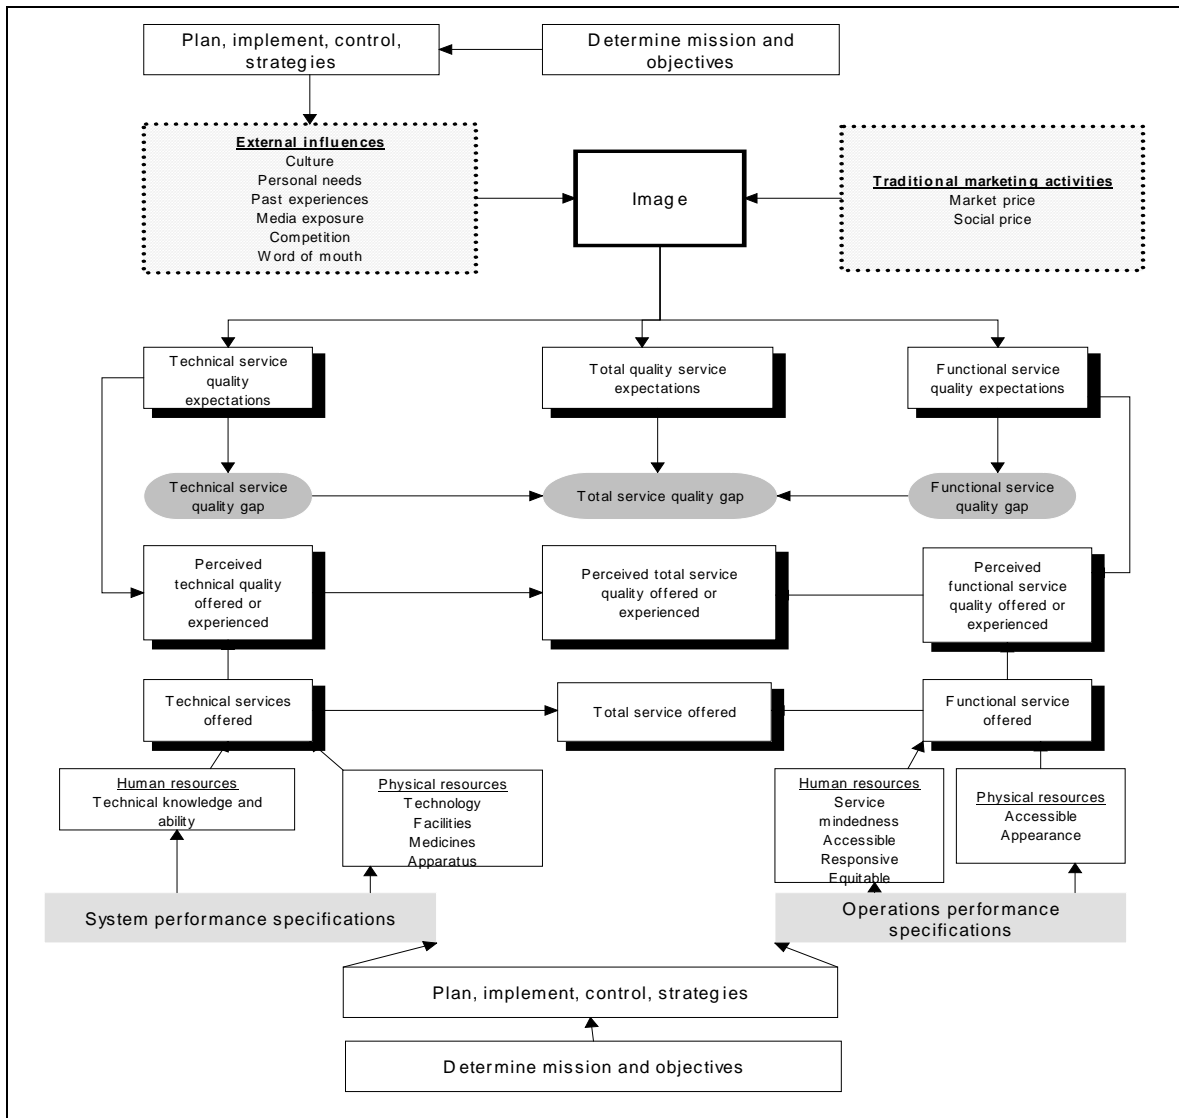 Plan, implement, control,
strategies
Determine mission and
objectives
External influences
Culture
Personal needs
Past experiences
Media exposure
Competition
Word of mouth
Image
Traditional marketing activities
Market price
Social price
Technical service
quality
expectations
Total quality service
expectations
Functional service
quality expectations
Technical service
quality gap
Total service quality gap
Functional service
quality gap
Perceived
technical quality
offered or
experienced
Perceived total service
quality offered or
experienced
Perceived
functional service
quality offered or
experienced
Technical services
offered
Total service offered
Functional service
offered
Human resources
Technical knowledge and
ability
Physical resources
Technology
Facilities
Medicines
Apparatus
Human resources
Service
mindedness
Accessible
Responsive
Equitable
Physical resources
Accessible
Appearance
System performance specifications
Operations performance
specifications
Plan, implement, control, strategies
Determine mission and objectives